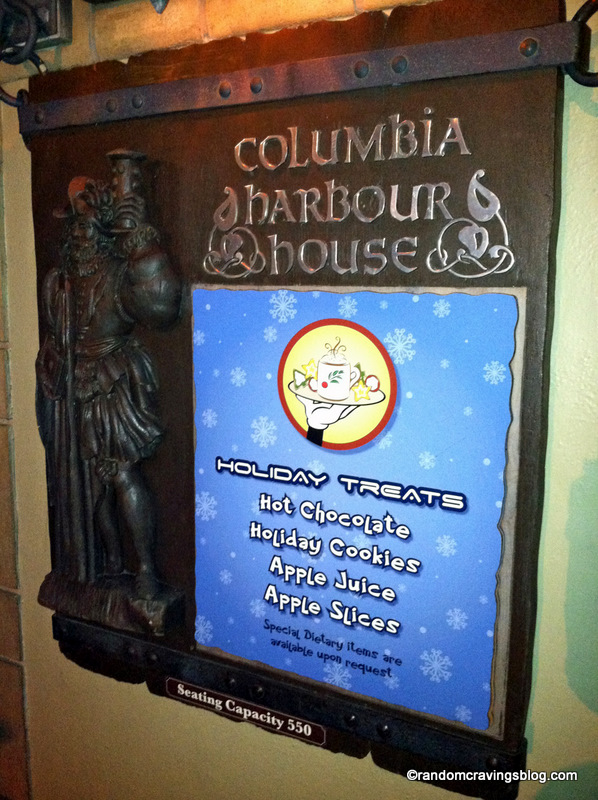 COLUMBIA
HARBOUR
HOUSE
HOLIDAY TREATS
Hot Chocolate
Holiday Cookies
Apple Juice
Apple Slices
Special Dietary items are
available upon request
Seating Capacity 550
©randomcravingsblog.com